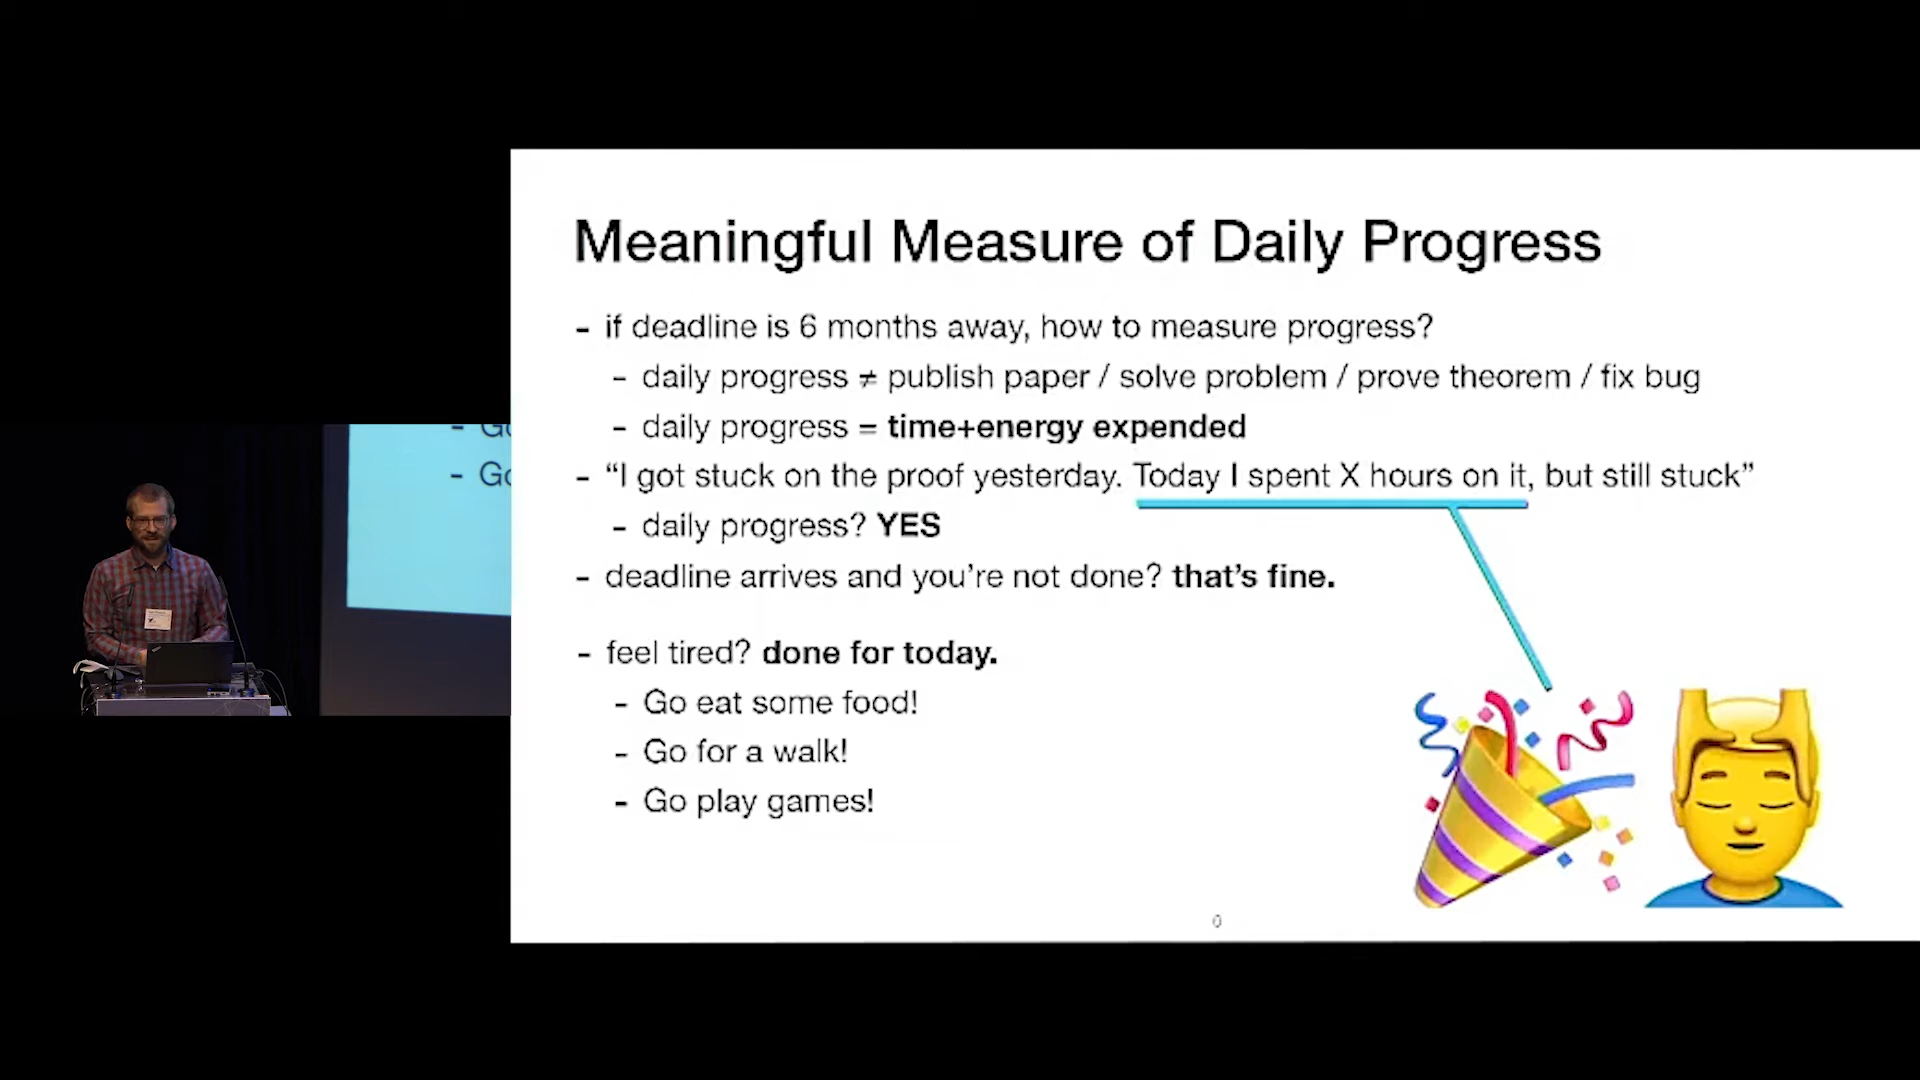 Meaningful Measure of Daily Progress
- if deadline is 6 months away, how to measure progress?
- daily progress ≠ publish paper / solve problem / prove theorem / fix bug
- daily progress = time+energy expended
- “I got stuck on the proof yesterday. Today I spent X hours on it, but still stuck”
- daily progress? YES
- deadline arrives and you’re not done? that’s fine.
- feel tired? done for today.
- Go eat some food!
- Go for a walk!
- Go play games!
0
- Go
- Go